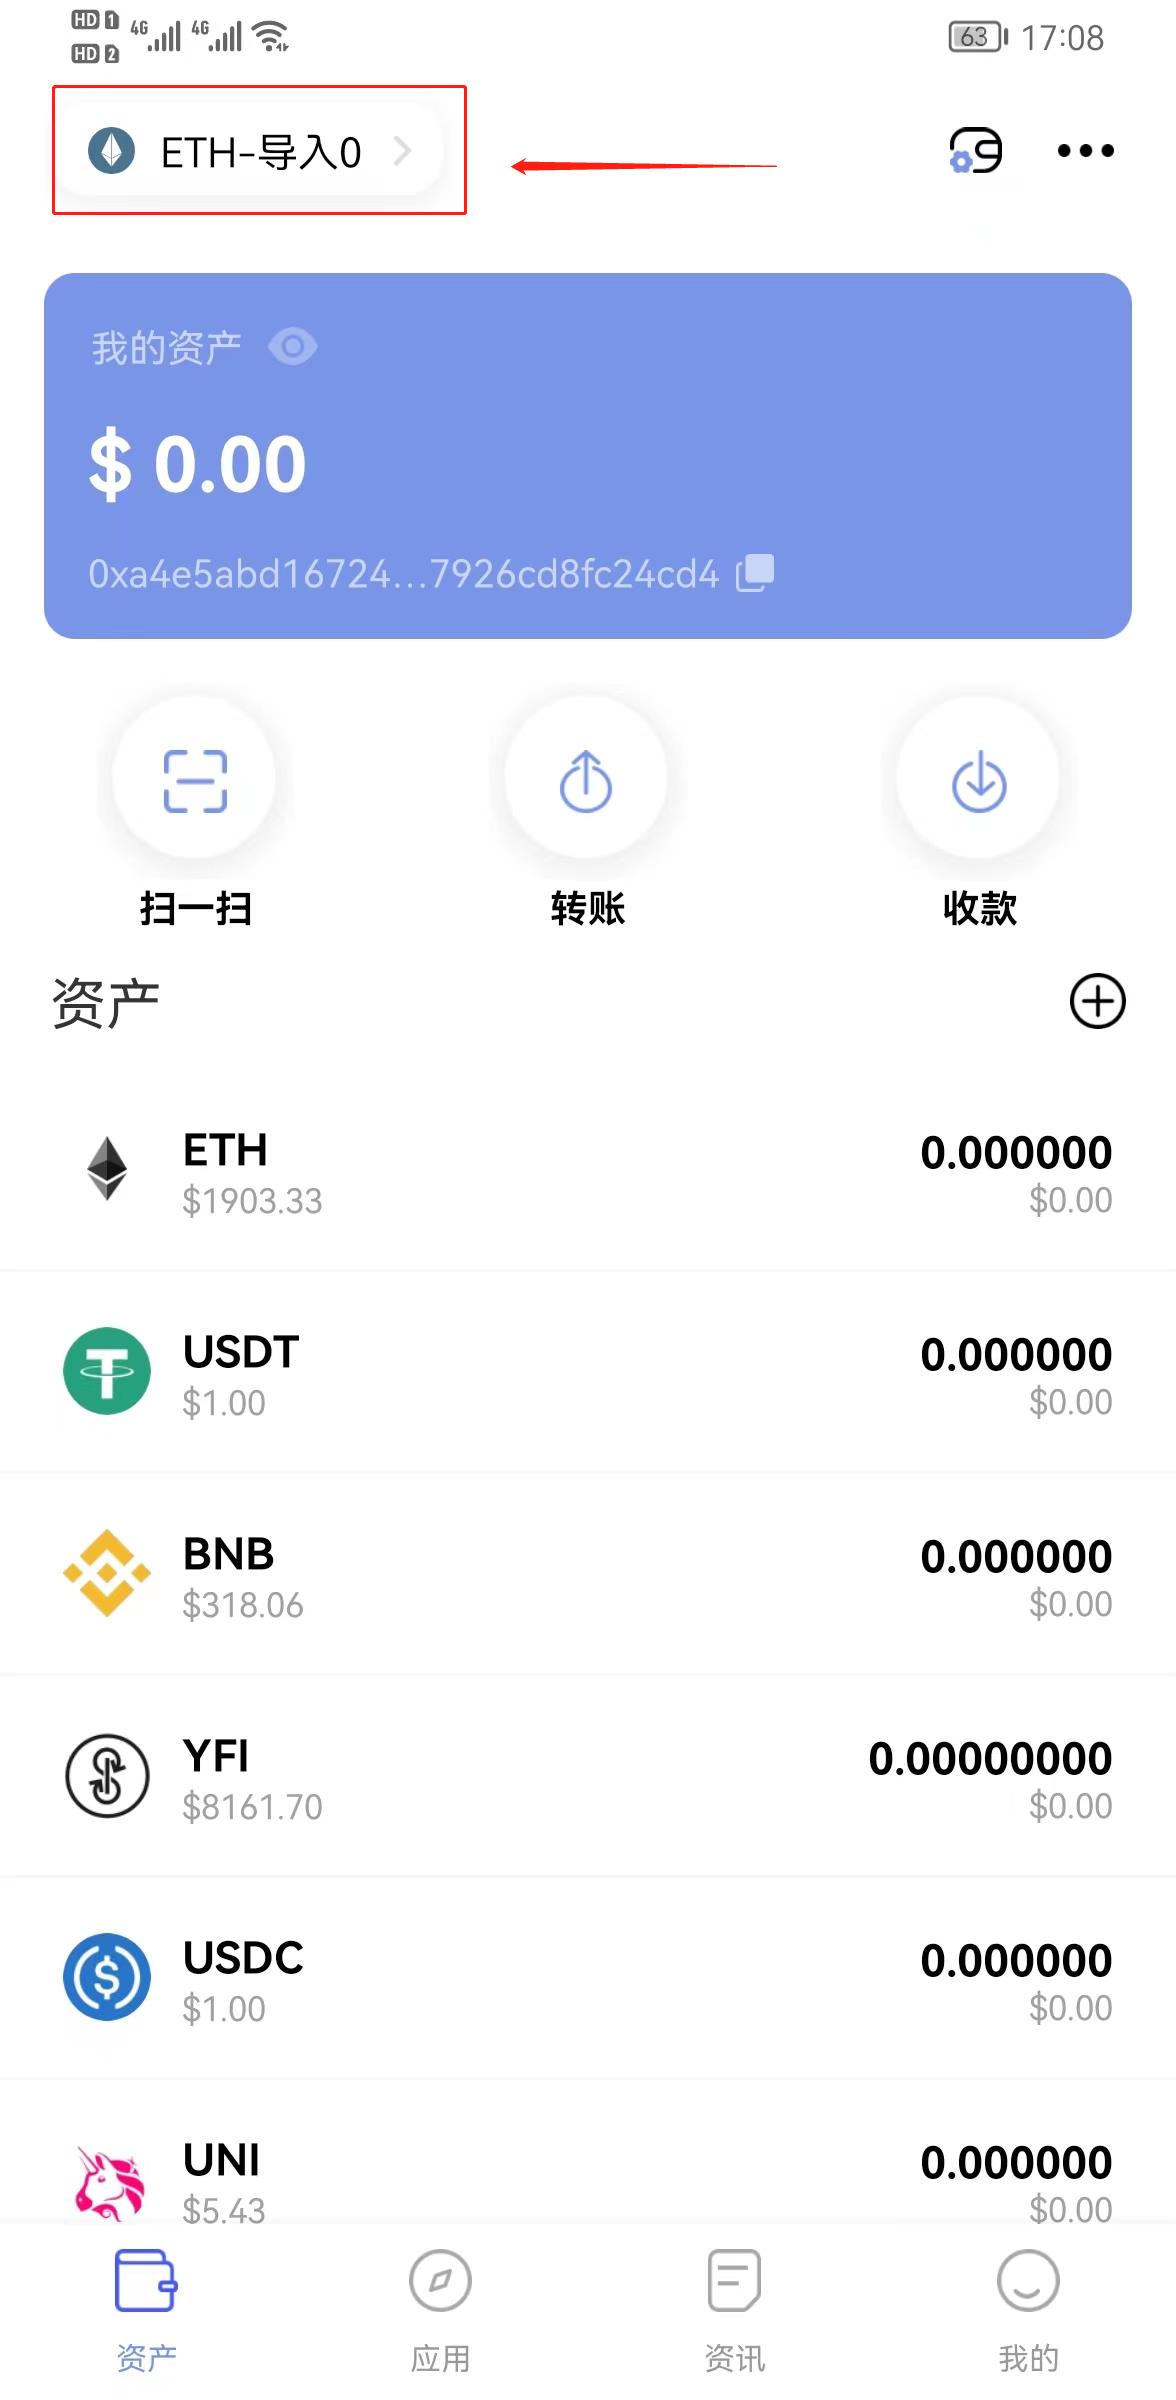 HD 1 4G 4G 63 17:08
HD 2
ETH-导入0
我的资产
$ 0.00
0xa4e5abd16724...7926cd8fc24cd4
扫一扫 转账 收款
资产
ETH 0.000000
$1903.33 $0.00
USDT 0.000000
$1.00 $0.00
BNB 0.000000
$318.06 $0.00
YFI 0.00000000
$8161.70 $0.00
USDC 0.000000
$1.00 $0.00
UNI 0.000000
$5.43 $0.00
资产 应用 资讯 我的